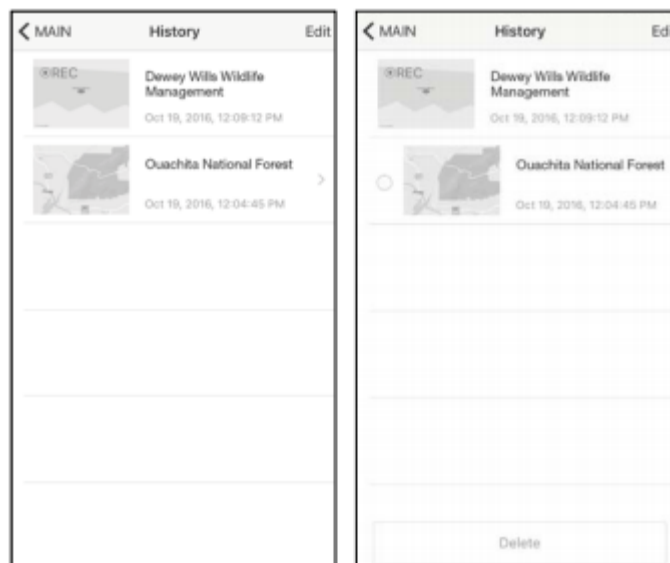 MAIN History Edit
REC
Dewey Wills Wildlife
Management
Oct 19, 2016, 12:09:12 PM
Ouachita National Forest
Oct 19, 2016, 12:04:45 PM
MAIN History Edi
REC
Dewey Wills Wildlife
Management
Oct 19, 2016, 12:09:12 PM
Ouachita National Forest
Oct 19, 2016, 12:04:45 PM
Delete